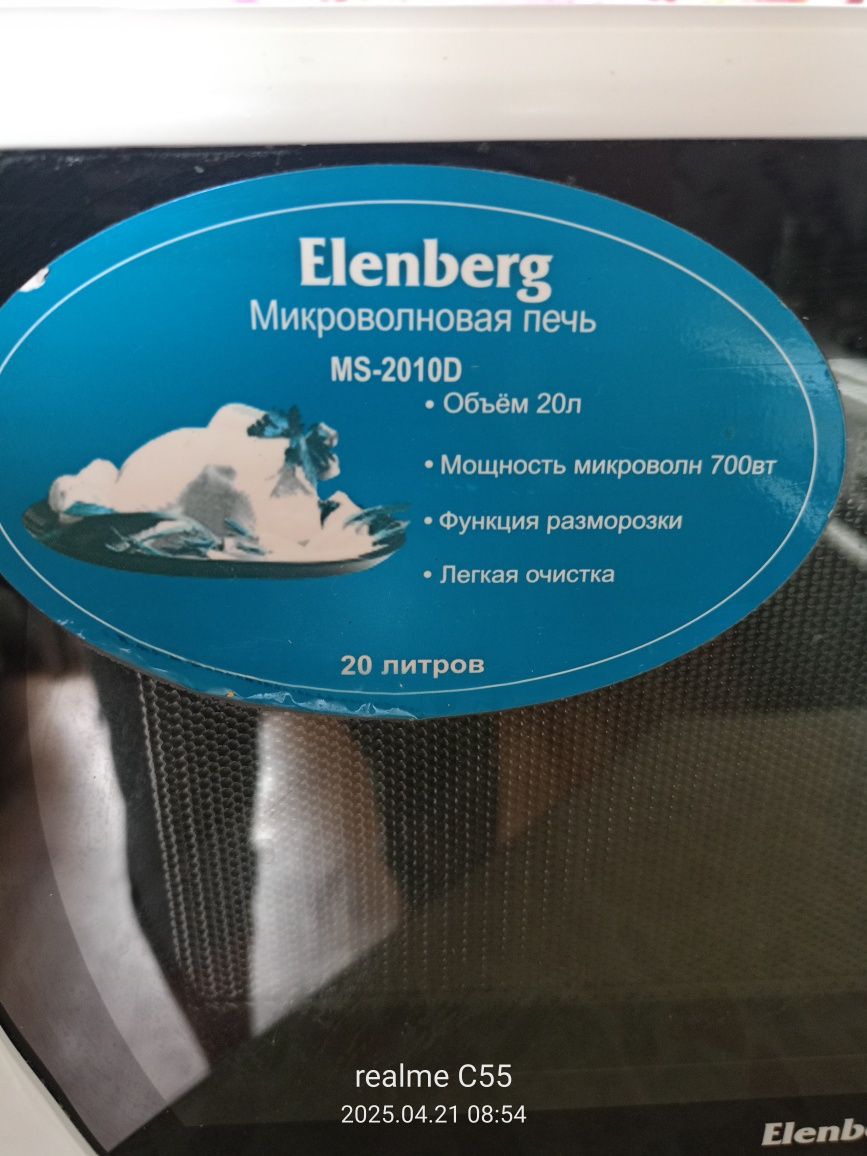 Elenberg
Микроволновая печь
MS-2010D
• Объём 20л
• Мощность микроволн 700вт
• Функция разморозки
• Легкая очистка
20 литров
realme C55
2025.04.21 08:54
Elenb